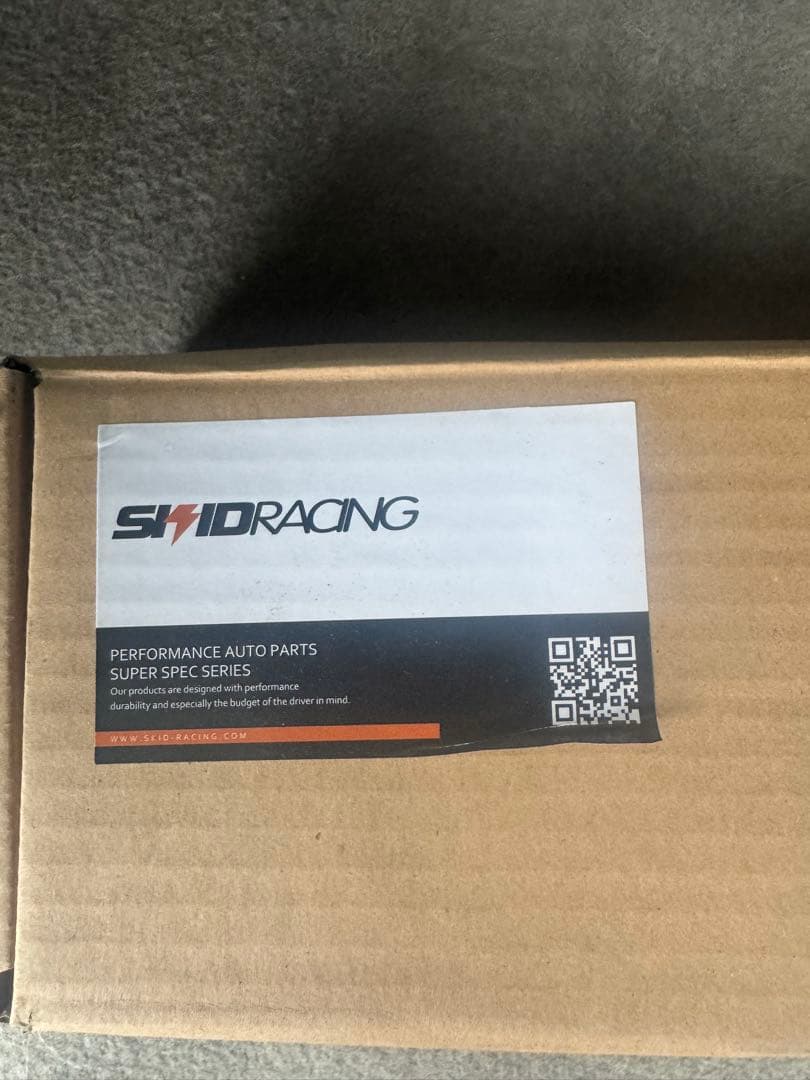 SKIDRACING
PERFORMANCE AUTO PARTS
SUPER SPEC SERIES
Our products are designed with performance
durability and especially the budget of the driver in mind.
WWW.SKID-RACING.COM